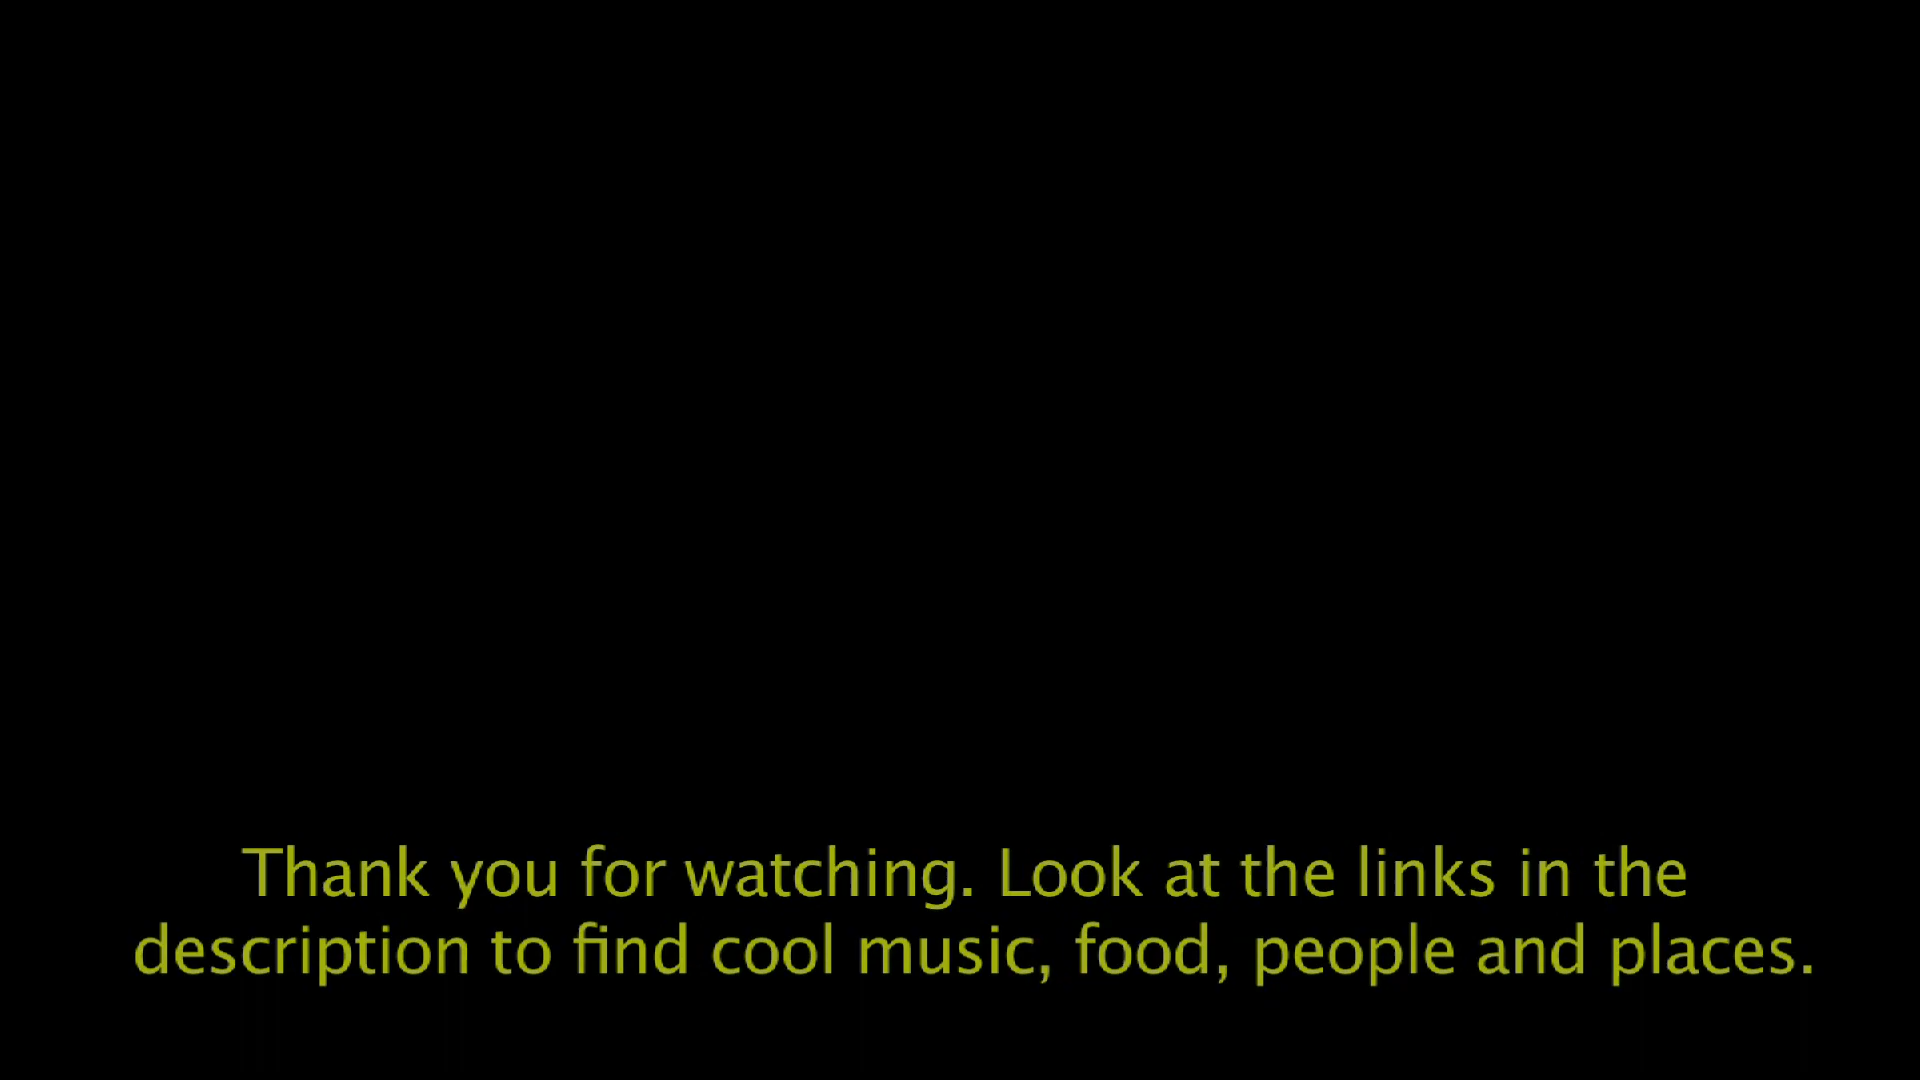 Thank you for watching. Look at the links in the
description to find cool music, food, people and places.